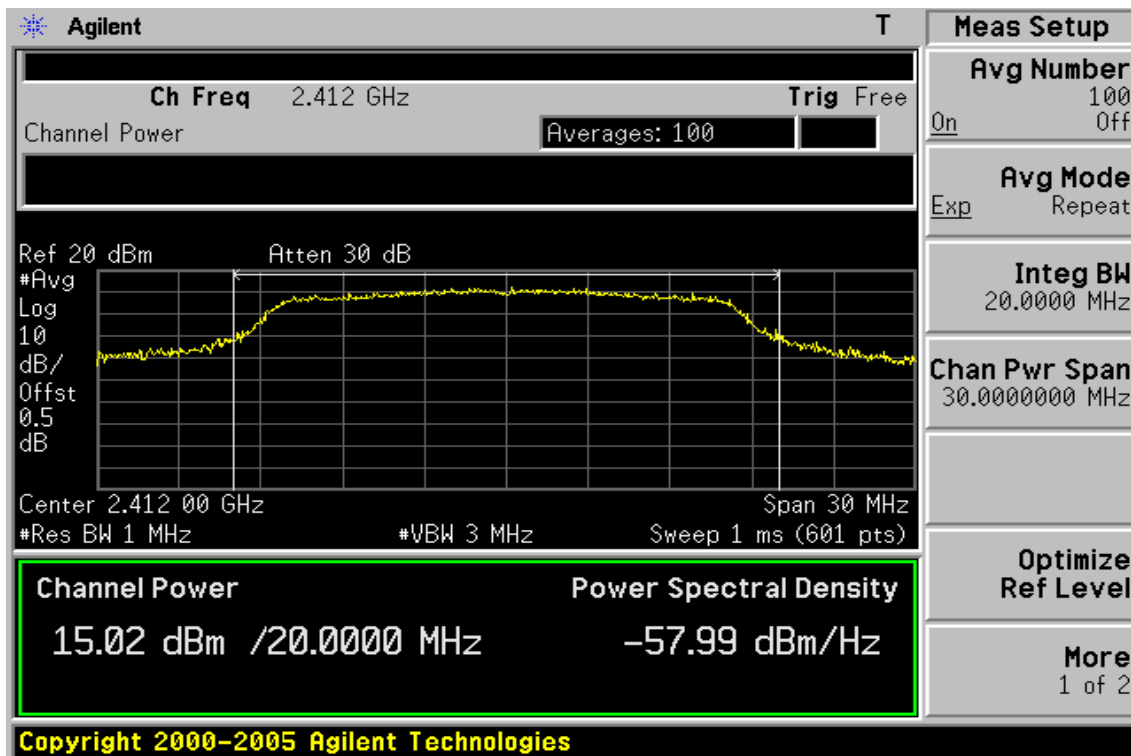 Agilent
T
Ch Freq 2.412 GHz
Trig Free
Channel Power
Averages: 100
Ref 20 dBm
Atten 30 dB
#Avg
Log
10
dB/
Offst
0.5
dB
Center 2.412 00 GHz
Span 30 MHz
#Res BW 1 MHz
#VBW 3 MHz
Sweep 1 ms (601 pts)
Channel Power
Power Spectral Density
15.02 dBm /20.0000 MHz
-57.99 dBm/Hz
Copyright 2000-2005 Agilent Technologies
Meas Setup
Avg Number
100
On Off
Avg Mode
Exp Repeat
Integ BW
20.0000 MHz
Chan Pwr Span
30.0000000 MHz
Optimize
Ref Level
More
1 of 2